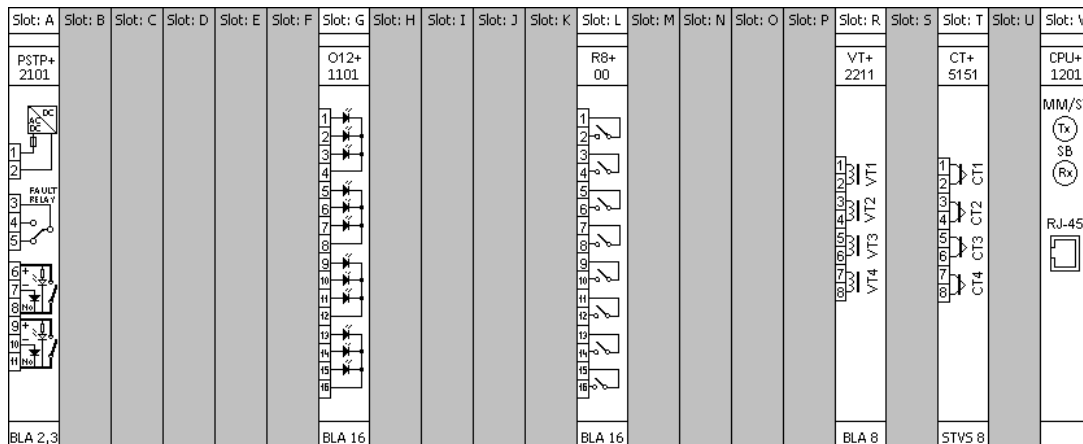 Slot: A Slot: B Slot: C Slot: D Slot: E Slot: F Slot: G Slot: H Slot: I Slot: J Slot: K Slot: L Slot: M Slot: N Slot: O Slot: P Slot: R Slot: S Slot: T Slot: U Slot: V
PSTP+ O12+ R8+ VT+ CT+ CPU+
2101 1101 00 2211 5151 1201
DC
AC
DC
1
2
FAULT
RELAY
3
4
5
6 +
7 -
8 No
9 +
10 -
11 No
1
2
3
4
5
6
7
8
9
10
11
12
13
14
15
16
1
2
3
4
5
6
7
8
9
10
11
12
13
14
15
16
1
2 VT1
3
4 VT2
5
6 VT3
7
8 VT4
1
2 CT1
3
4 CT2
5
6 CT3
7
8 CT4
MM/S
Tx
SB
Rx
RJ-45
BLA 2,3 BLA 16 BLA 16 BLA 8 STVS 8